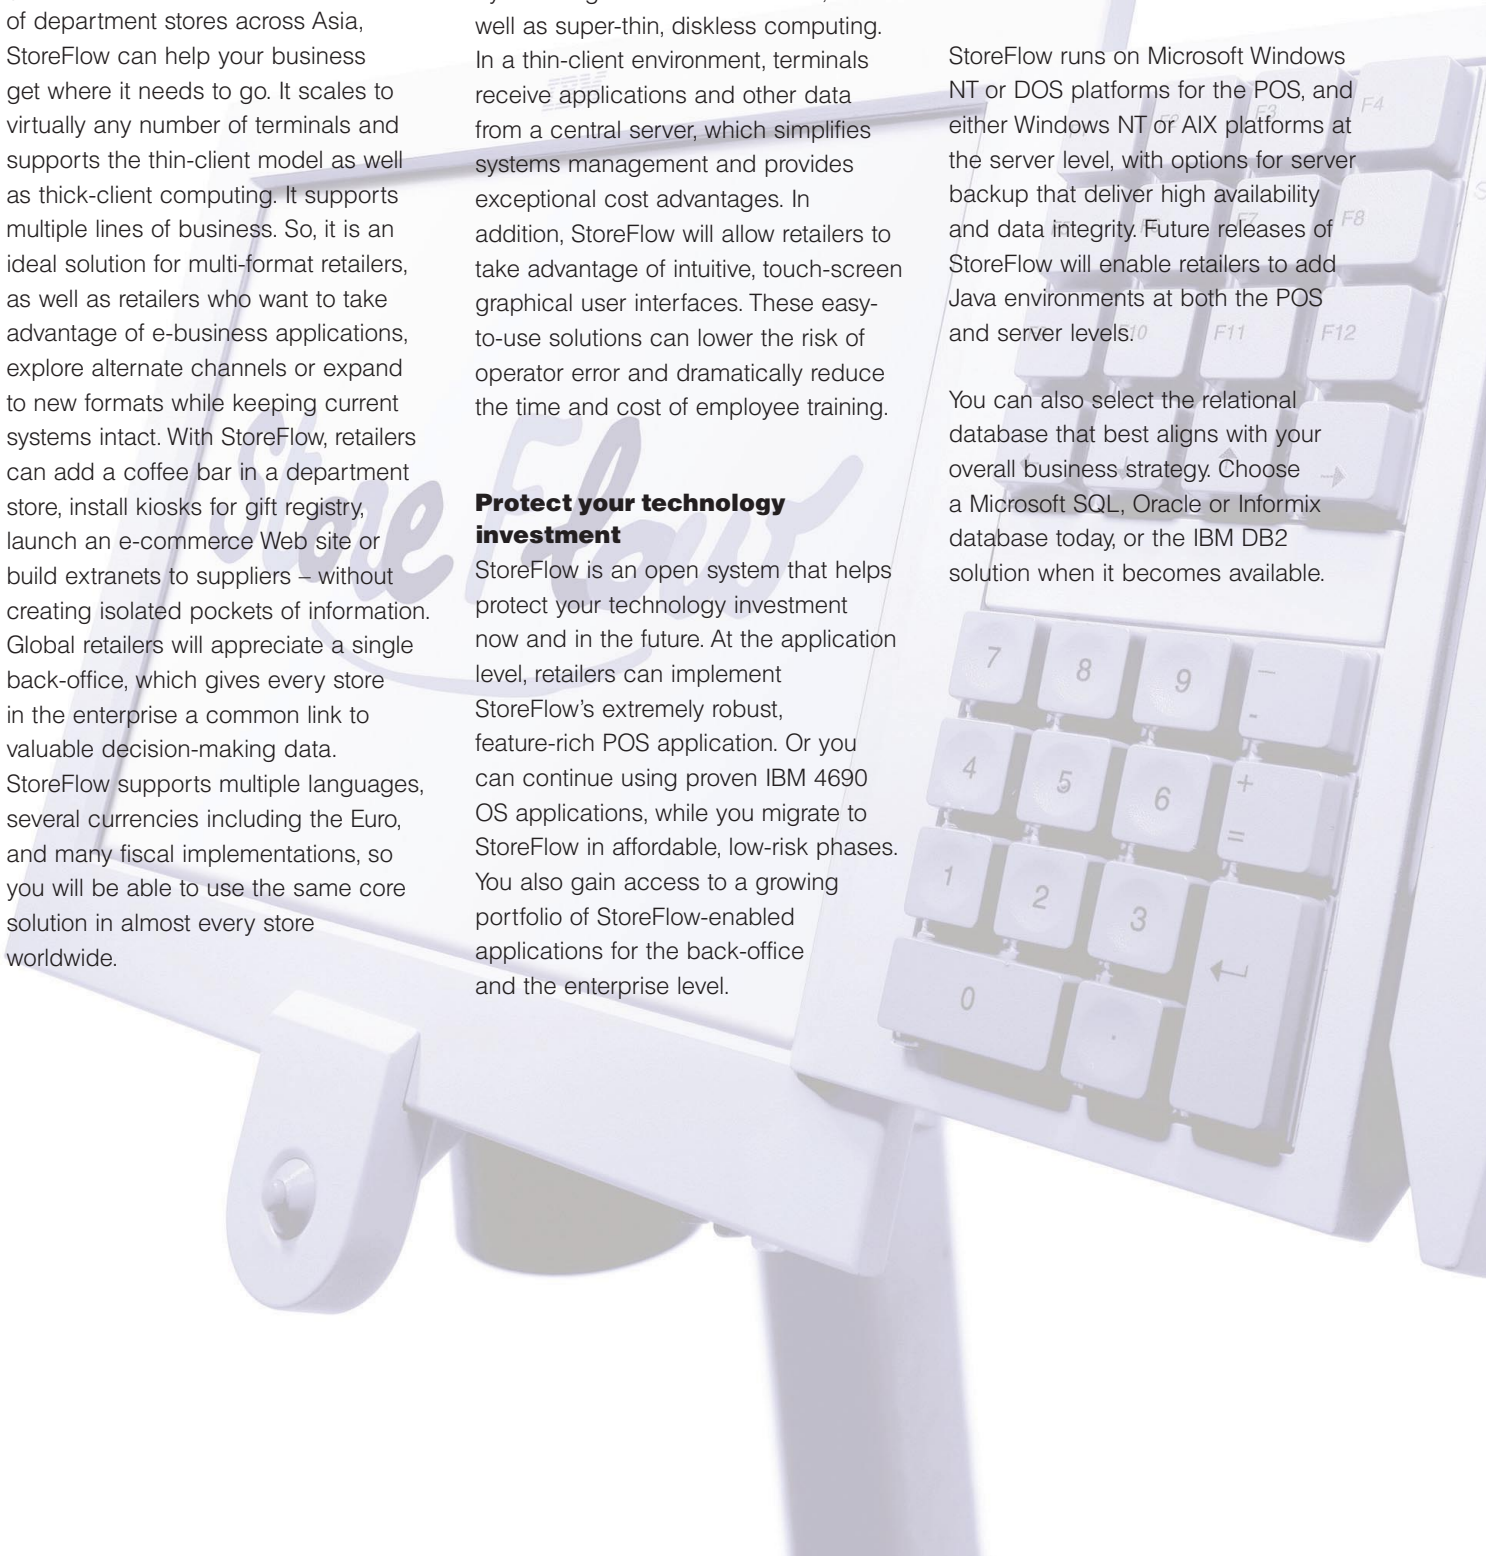 of department stores across Asia,
StoreFlow can help your business
get where it needs to go. It scales to
virtually any number of terminals and
supports the thin-client model as well
as thick-client computing. It supports
multiple lines of business. So, it is an
ideal solution for multi-format retailers,
as well as retailers who want to take
advantage of e-business applications,
explore alternate channels or expand
to new formats while keeping current
systems intact. With StoreFlow, retailers
can add a coffee bar in a department
store, install kiosks for gift registry,
launch an e-commerce Web site or
build extranets to suppliers – without
creating isolated pockets of information.
Global retailers will appreciate a single
back-office, which gives every store
in the enterprise a common link to
valuable decision-making data.
StoreFlow supports multiple languages,
several currencies including the Euro,
and many fiscal implementations, so
you will be able to use the same core
solution in almost every store
worldwide.
well as super-thin, diskless computing.
In a thin-client environment, terminals
receive applications and other data
from a central server, which simplifies
systems management and provides
exceptional cost advantages. In
addition, StoreFlow will allow retailers to
take advantage of intuitive, touch-screen
graphical user interfaces. These easy-
to-use solutions can lower the risk of
operator error and dramatically reduce
the time and cost of employee training.
Protect your technology
investment
StoreFlow is an open system that helps
protect your technology investment
now and in the future. At the application
level, retailers can implement
StoreFlow's extremely robust,
feature-rich POS application. Or you
can continue using proven IBM 4690
OS applications, while you migrate to
StoreFlow in affordable, low-risk phases.
You also gain access to a growing
portfolio of StoreFlow-enabled
applications for the back-office
and the enterprise level.
StoreFlow runs on Microsoft Windows
NT or DOS platforms for the POS, and
either Windows NT or AIX platforms at
the server level, with options for server
backup that deliver high availability
and data integrity. Future releases of
StoreFlow will enable retailers to add
Java environments at both the POS
and server levels.
You can also select the relational
database that best aligns with your
overall business strategy. Choose
a Microsoft SQL, Oracle or Informix
database today, or the IBM DB2
solution when it becomes available.
IBM
StoreFlow
F2 F3 F4
F6 F7 F8
F10 F11 F12
← ↓ ^ →
7 8 9 - -
4 5 6 + =
1 2 3 ↵
0 .